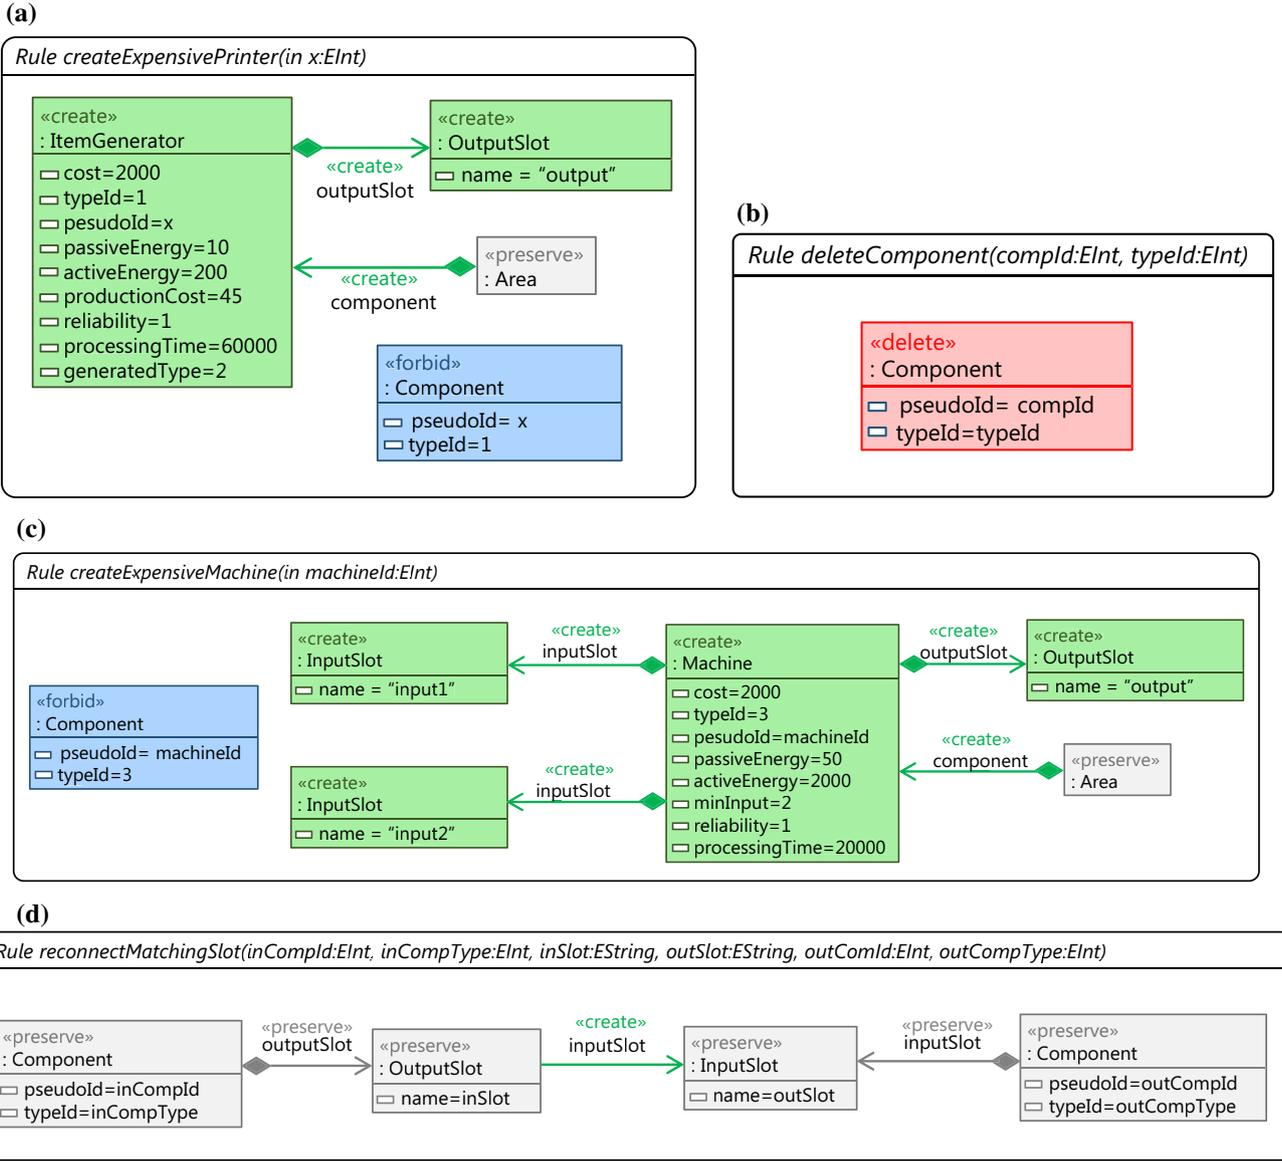 (a)
Rule createExpensivePrinter(in x:EInt)
«create»
: ItemGenerator
cost=2000
typeId=1
pesudoId=x
passiveEnergy=10
activeEnergy=200
productionCost=45
reliability=1
processingTime=60000
generatedType=2
«create»
outputSlot
«create»
: OutputSlot
name = “output”
«create»
component
«preserve»
: Area
«forbid»
: Component
pseudoId= x
typeId=1
(b)
Rule deleteComponent(compId:EInt, typeId:EInt)
«delete»
: Component
pseudoId= compId
typeId=typeId
(c)
Rule createExpensiveMachine(in machineId:EInt)
«forbid»
: Component
pseudoId= machineId
typeId=3
«create»
: InputSlot
name = “input1”
«create»
inputSlot
«create»
: InputSlot
name = “input2”
«create»
inputSlot
«create»
: Machine
cost=2000
typeId=3
pesudoId=machineId
passiveEnergy=50
activeEnergy=2000
minInput=2
reliability=1
processingTime=20000
«create»
outputSlot
«create»
: OutputSlot
name = “output”
«create»
component
«preserve»
: Area
(d)
Rule reconnectMatchingSlot(inCompId:EInt, inCompType:EInt, inSlot:EString, outSlot:EString, outComId:EInt, outCompType:EInt)
«preserve»
: Component
pseudoId=inCompId
typeId=inCompType
«preserve»
outputSlot
«preserve»
: OutputSlot
name=inSlot
«create»
inputSlot
«preserve»
: InputSlot
name=outSlot
«preserve»
inputSlot
«preserve»
: Component
pseudoId=outCompId
typeId=outCompType